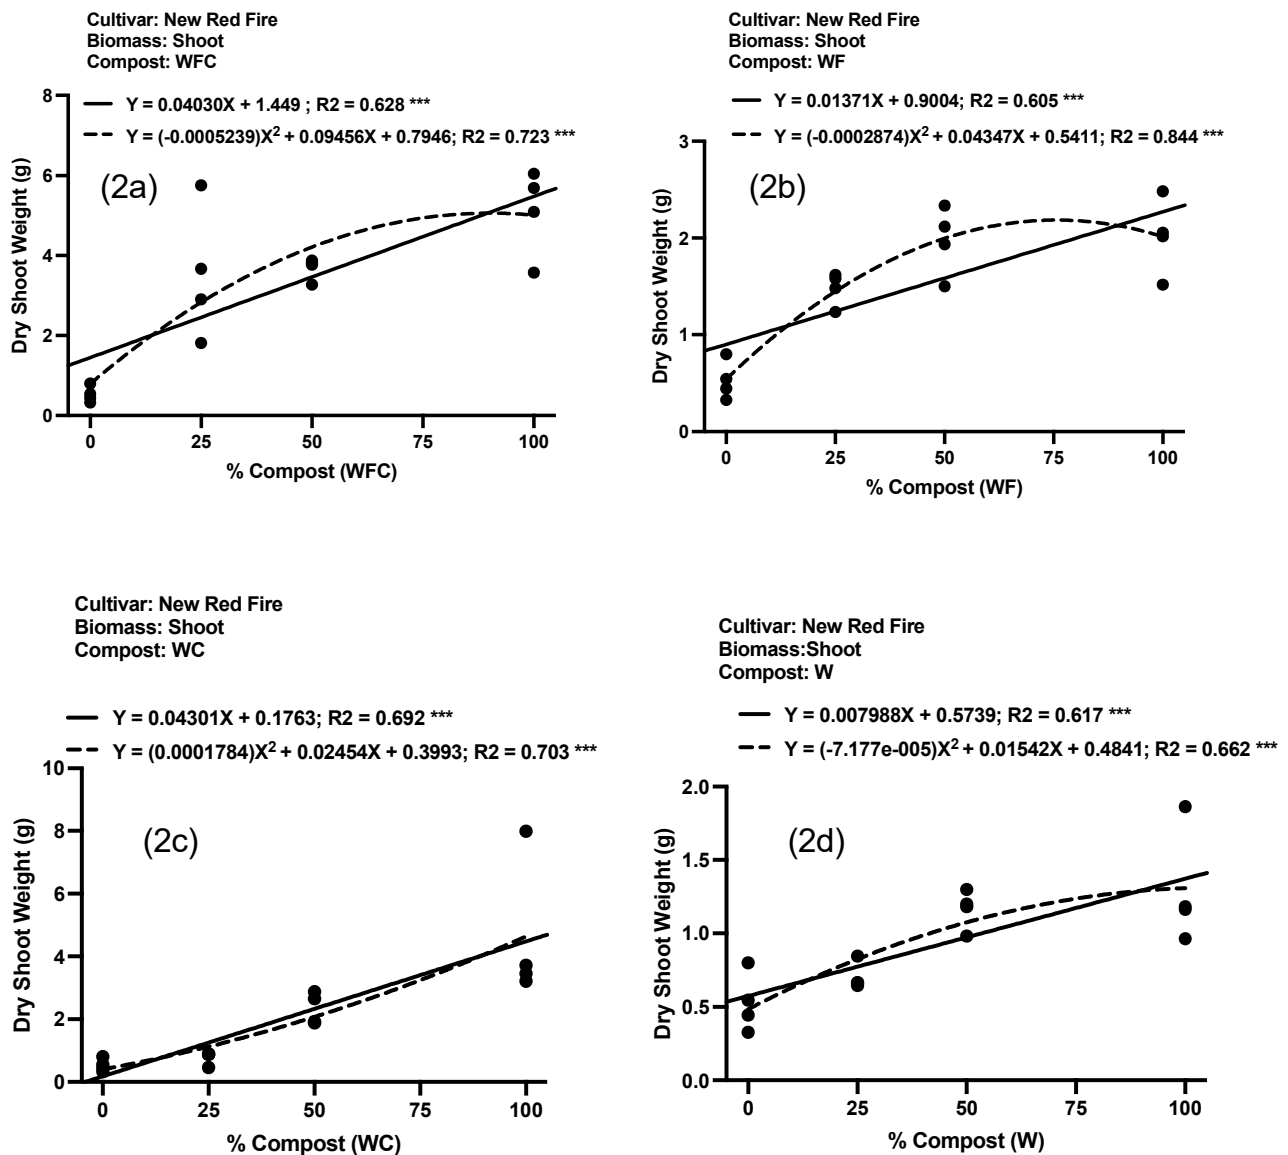 Cultivar: New Red Fire
Biomass: Shoot
Compost: WFC
Y = 0.04030X + 1.449 ; R2 = 0.628 ***
Y = (-0.0005239)X² + 0.09456X + 0.7946; R2 = 0.723 ***
(2a)
Dry Shoot Weight (g)
8
6
4
2
0
0 25 50 75 100
% Compost (WFC)
Cultivar: New Red Fire
Biomass: Shoot
Compost: WF
Y = 0.01371X + 0.9004; R2 = 0.605 ***
Y = (-0.0002874)X² + 0.04347X + 0.5411; R2 = 0.844 ***
(2b)
Dry Shoot Weight (g)
3
2
1
0
0 25 50 75 100
% Compost (WF)
Cultivar: New Red Fire
Biomass: Shoot
Compost: WC
Y = 0.04301X + 0.1763; R2 = 0.692 ***
Y = (0.0001784)X² + 0.02454X + 0.3993; R2 = 0.703 ***
(2c)
Dry Shoot Weight (g)
10
8
6
4
2
0
0 25 50 75 100
% Compost (WC)
Cultivar: New Red Fire
Biomass:Shoot
Compost: W
Y = 0.007988X + 0.5739; R2 = 0.617 ***
Y = (-7.177e-005)X² + 0.01542X + 0.4841; R2 = 0.662 ***
(2d)
Dry Shoot Weight (g)
2.0
1.5
1.0
0.5
0.0
0 25 50 75 100
% Compost (W)